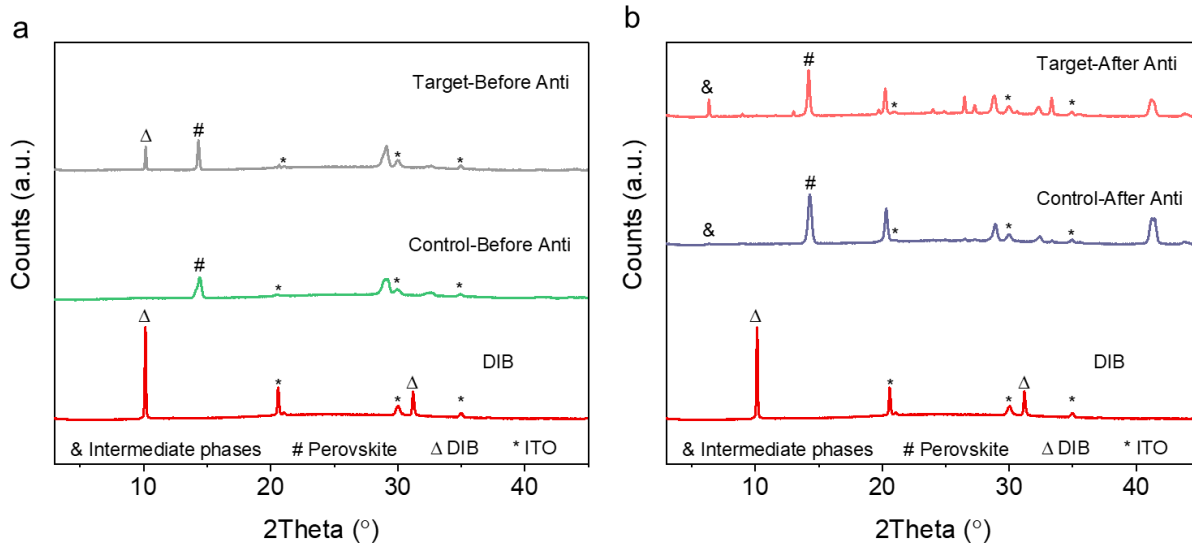 a
Counts (a.u.)
Target-Before Anti
Δ
#
*
*
*
Control-Before Anti
#
*
*
*
DIB
Δ
*
*
Δ
*
& Intermediate phases # Perovskite Δ DIB * ITO
10 20 30 40
2Theta (°)
b
Counts (a.u.)
Target-After Anti
&
#
*
*
*
Control-After Anti
&
#
*
*
*
DIB
Δ
*
*
Δ
*
& Intermediate phases # Perovskite Δ DIB * ITO
10 20 30 40
2Theta (°)